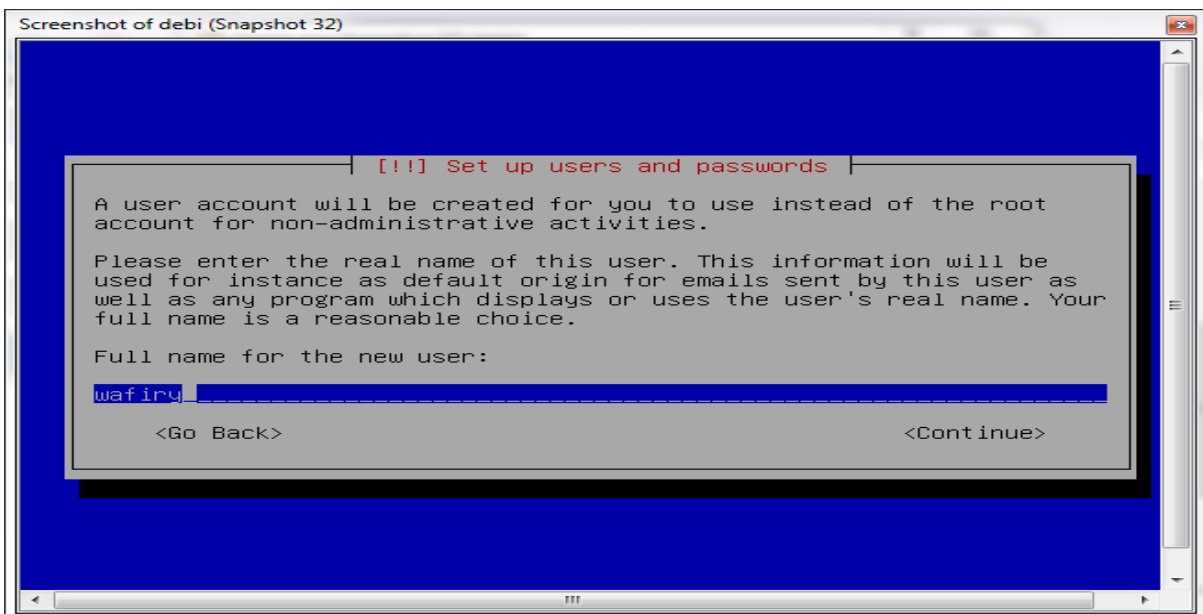 Screenshot of debi (Snapshot 32)
[!!] Set up users and passwords
A user account will be created for you to use instead of the root
account for non-administrative activities.
Please enter the real name of this user. This information will be
used for instance as default origin for emails sent by this user as
well as any program which displays or uses the user's real name. Your
full name is a reasonable choice.
Full name for the new user:
wafiry
<Go Back> <Continue>